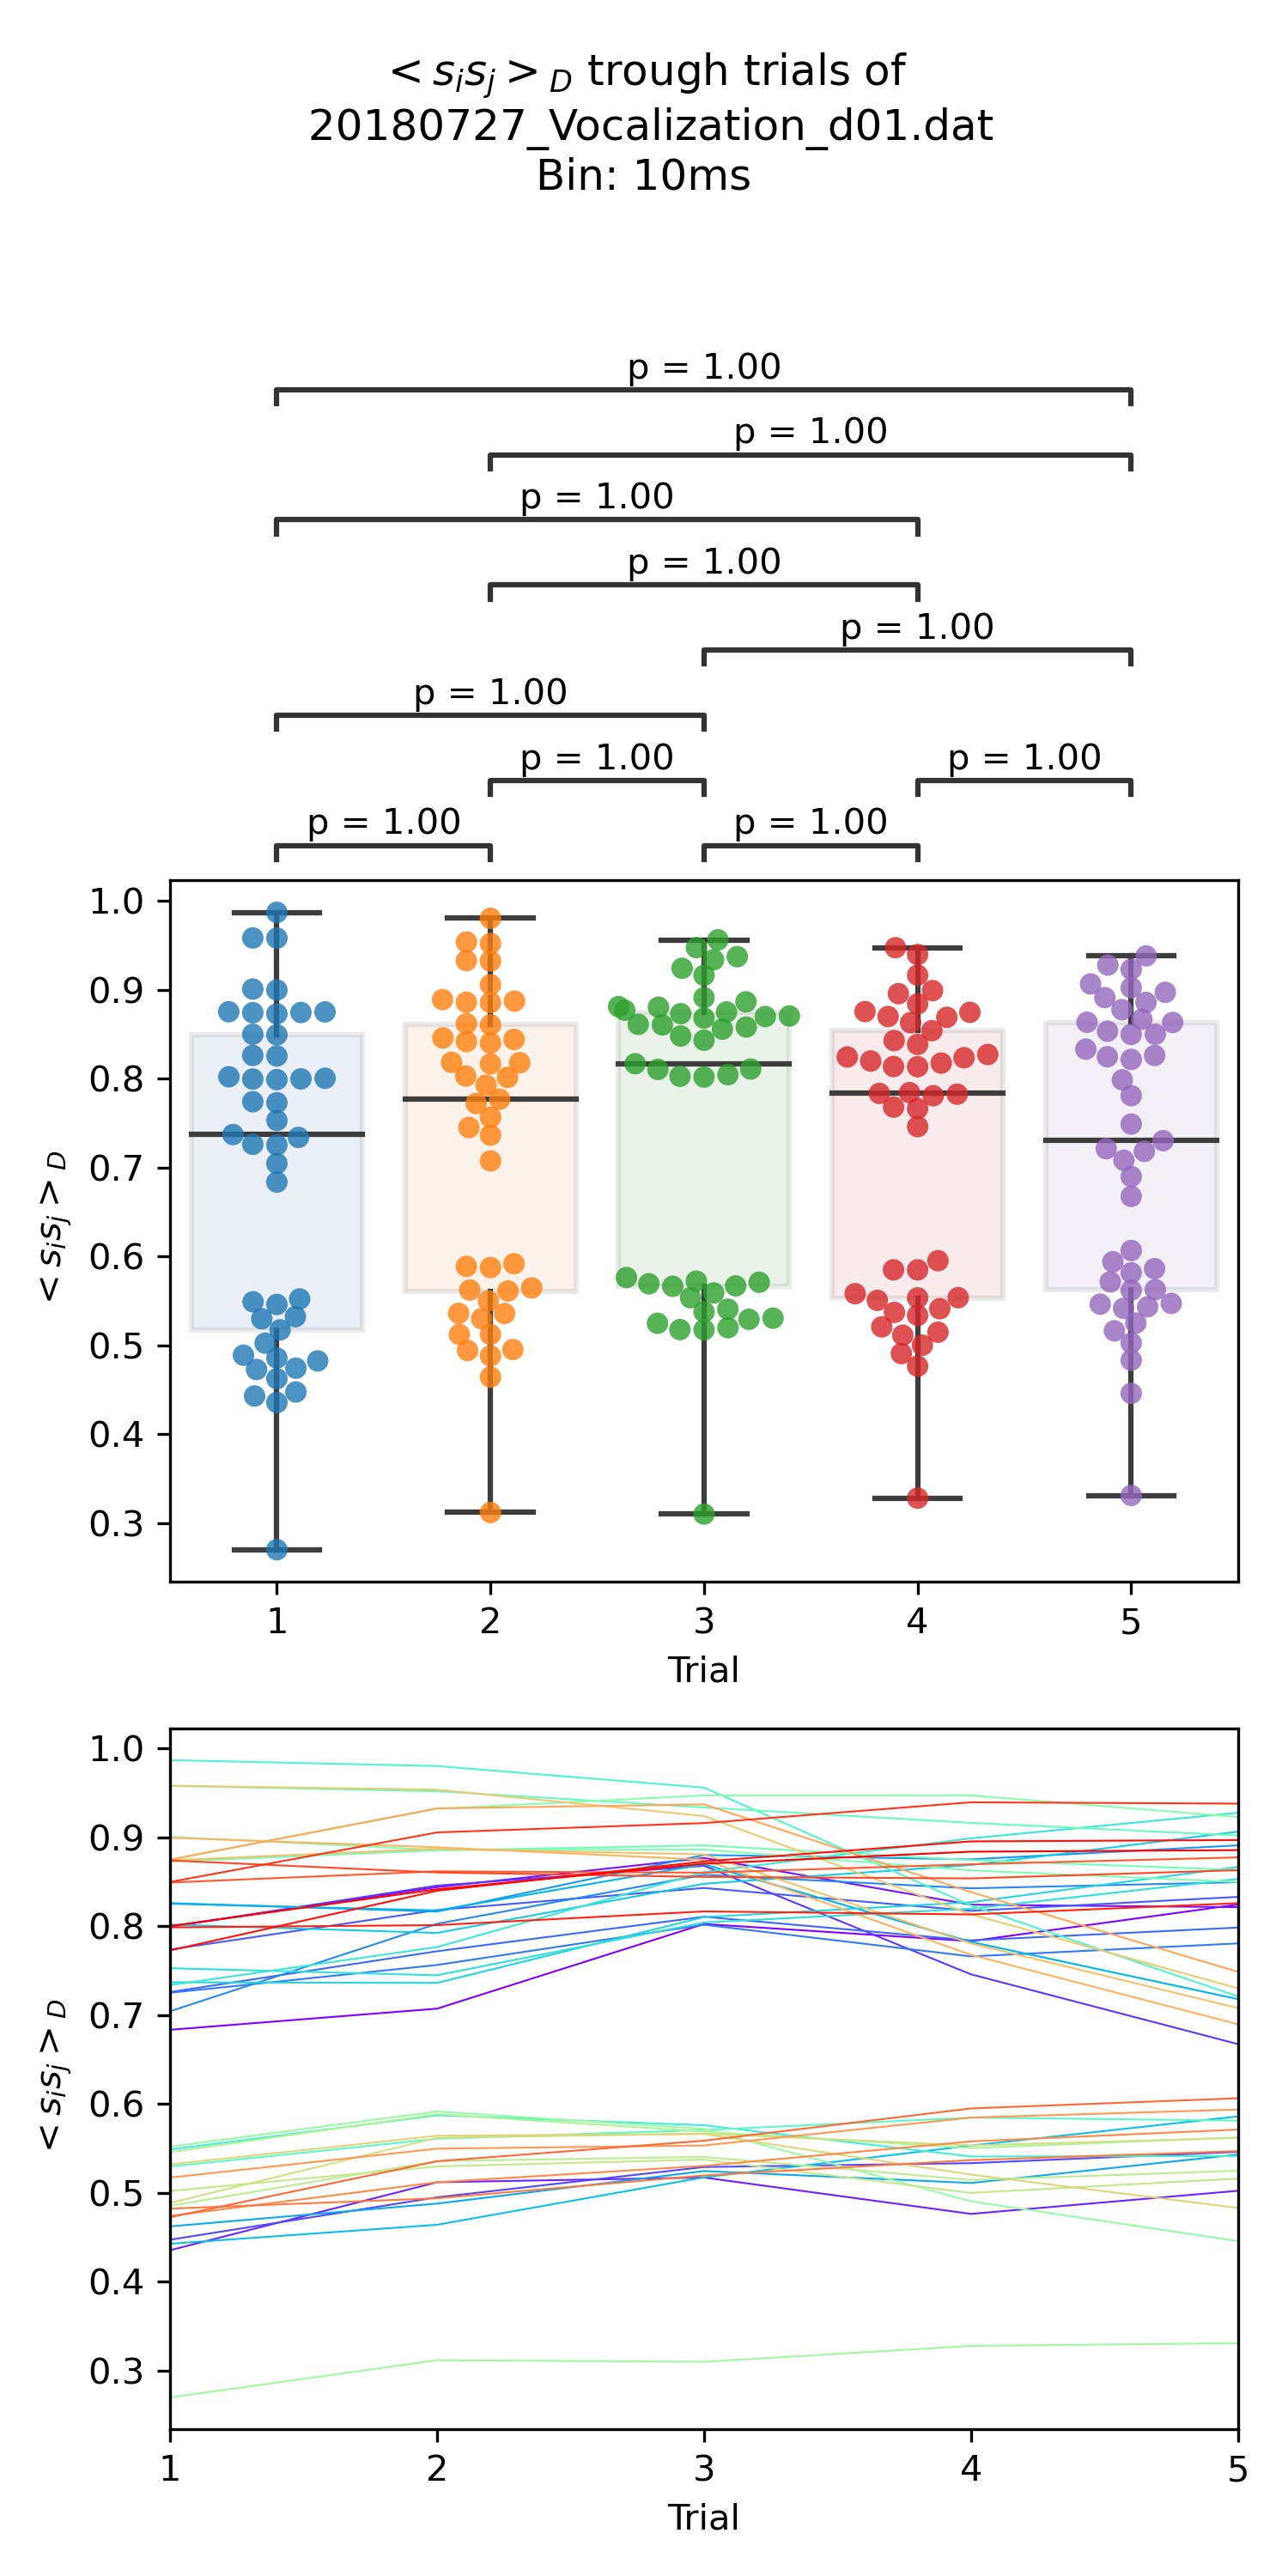 < s_i s_j >_D trough trials of
20180727_Vocalization_d01.dat
Bin: 10ms
p = 1.00
p = 1.00
p = 1.00
p = 1.00
p = 1.00
p = 1.00
p = 1.00 p = 1.00
p = 1.00 p = 1.00
1.0
0.9
0.8
0.7
0.6
0.5
0.4
0.3
< s_i s_j >_D
1 2 3 4 5
Trial
1.0
0.9
0.8
0.7
0.6
0.5
0.4
0.3
< s_i s_j >_D
1 2 3 4 5
Trial